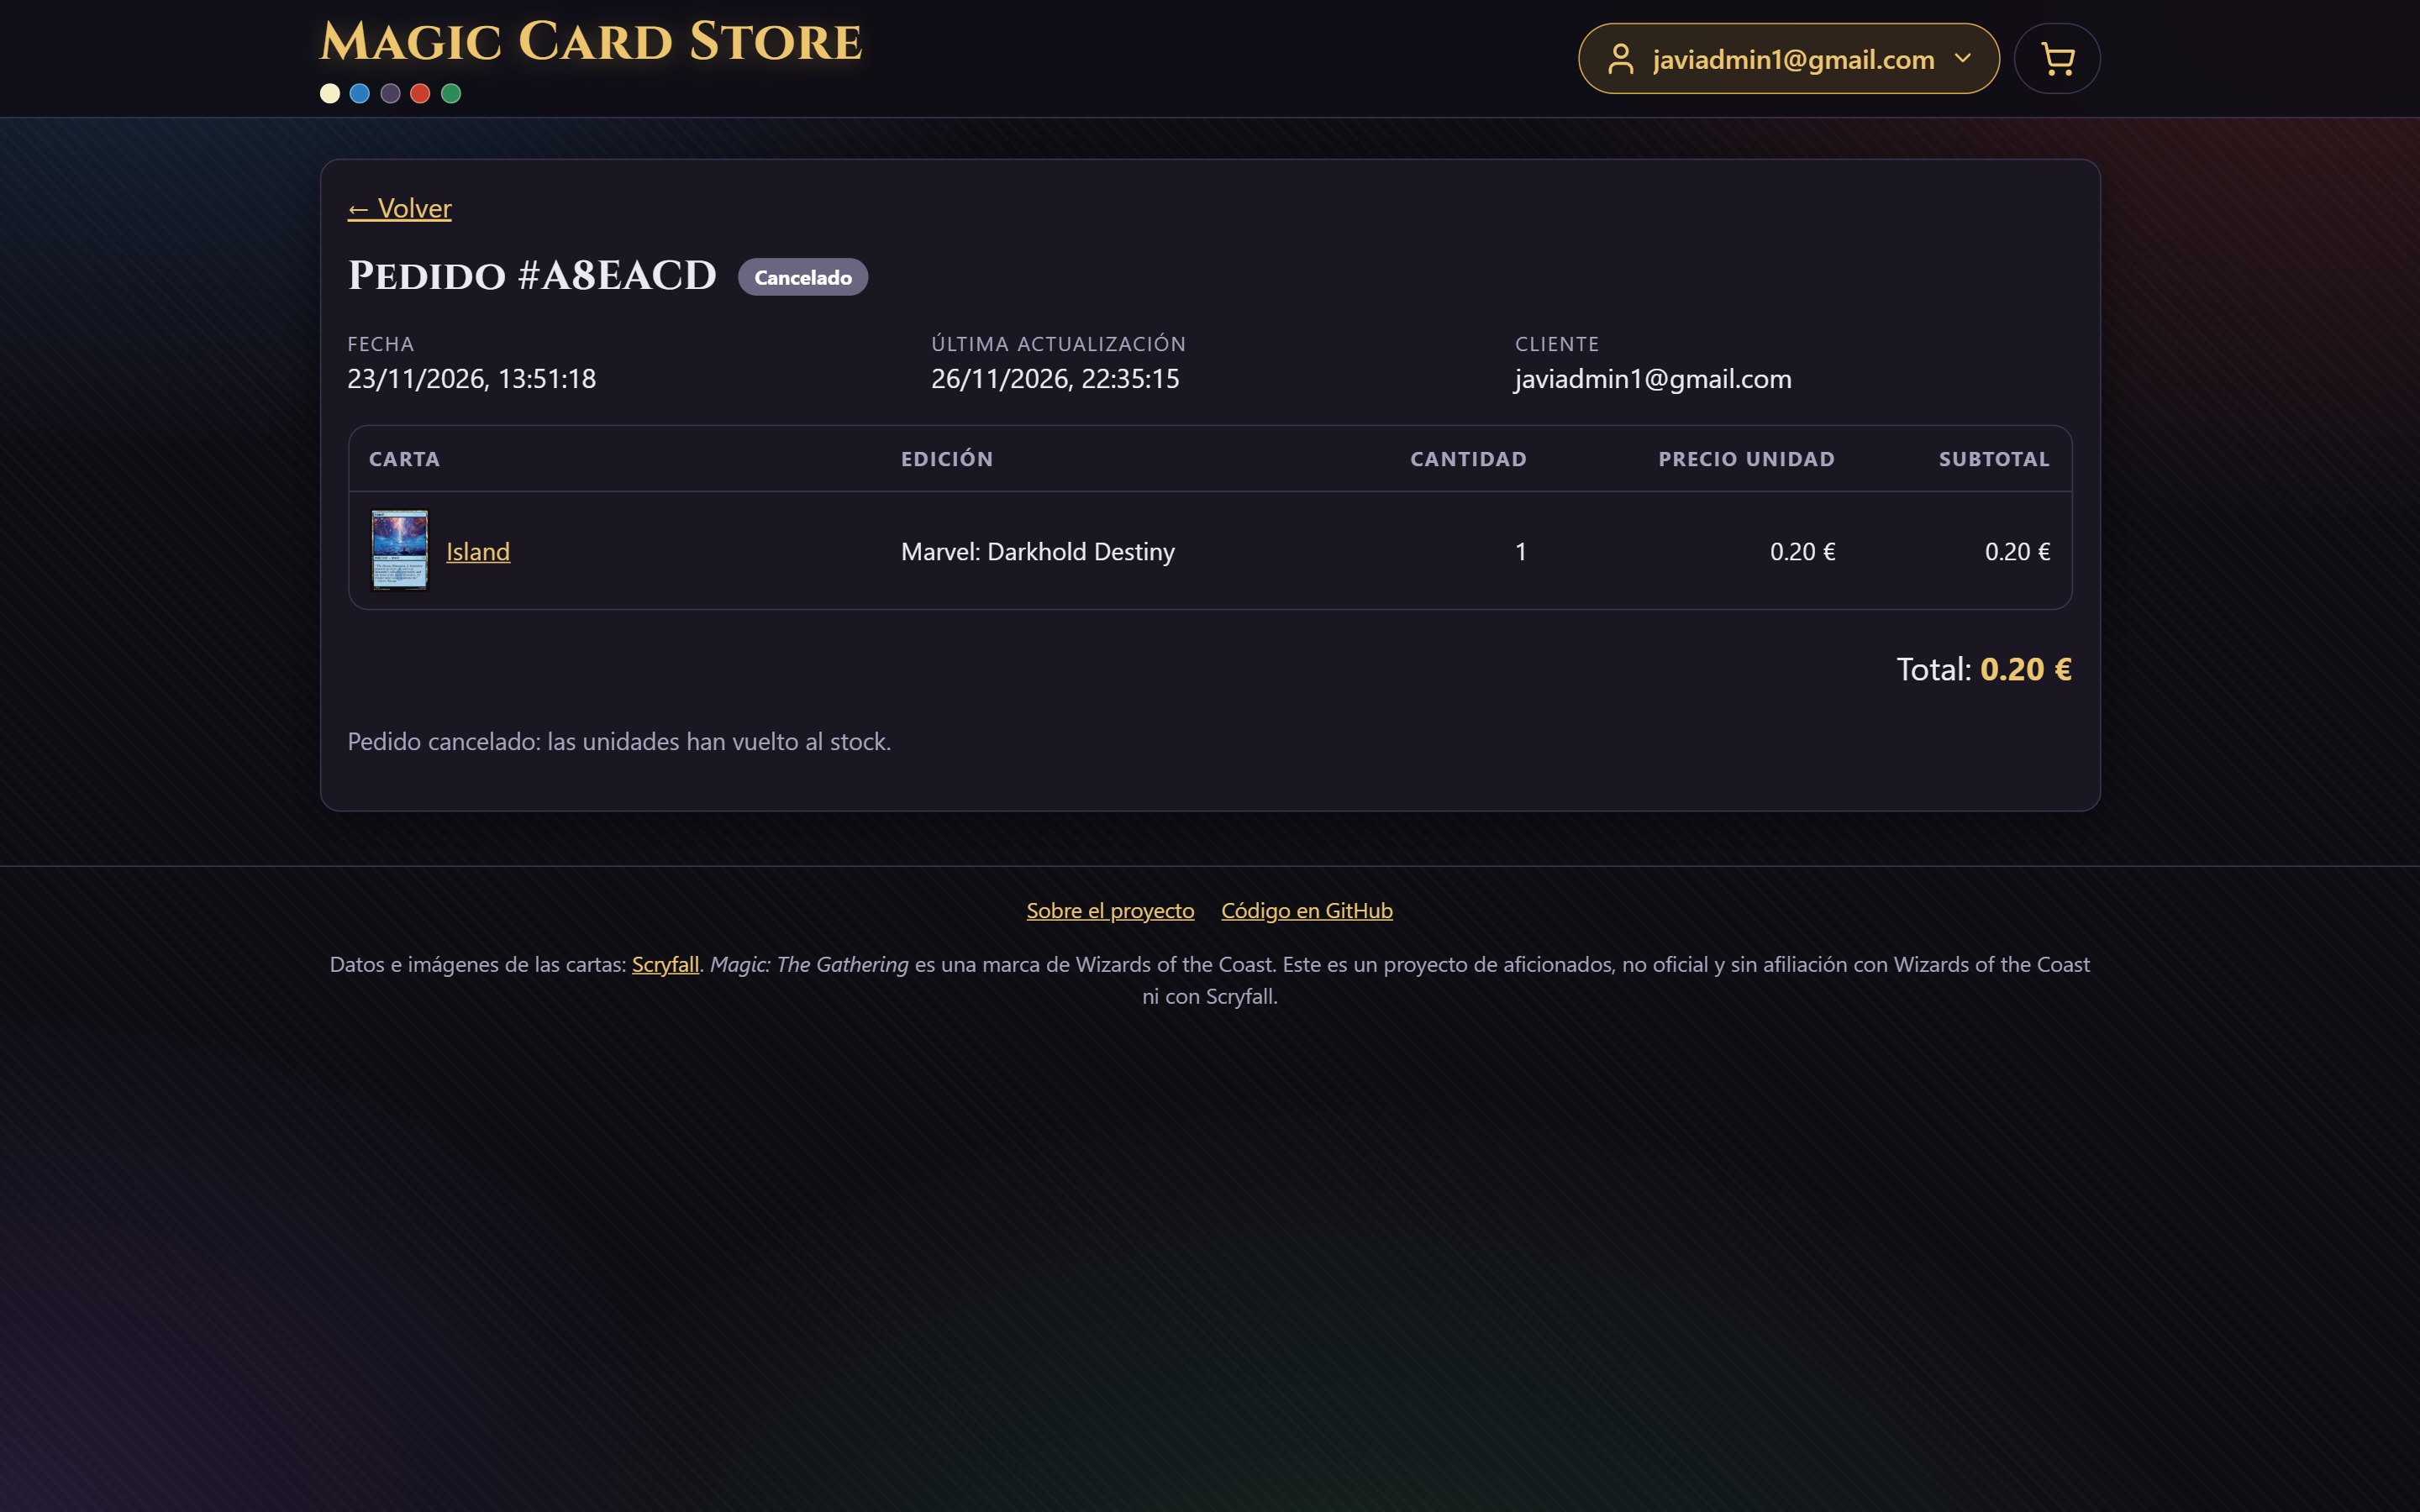 Magic Card Store
javiadmin1@gmail.com
← Volver
Pedido #A8EACD
Cancelado
FECHA
23/11/2026, 13:51:18
ÚLTIMA ACTUALIZACIÓN
26/11/2026, 22:35:15
CLIENTE
javiadmin1@gmail.com
CARTA EDICIÓN CANTIDAD PRECIO UNIDAD SUBTOTAL
Island Marvel: Darkhold Destiny 1 0.20 € 0.20 €
Total: 0.20 €
Pedido cancelado: las unidades han vuelto al stock.
Sobre el proyecto Código en GitHub
Datos e imágenes de las cartas: Scryfall. Magic: The Gathering es una marca de Wizards of the Coast. Este es un proyecto de aficionados, no oficial y sin afiliación con Wizards of the Coast
ni con Scryfall.